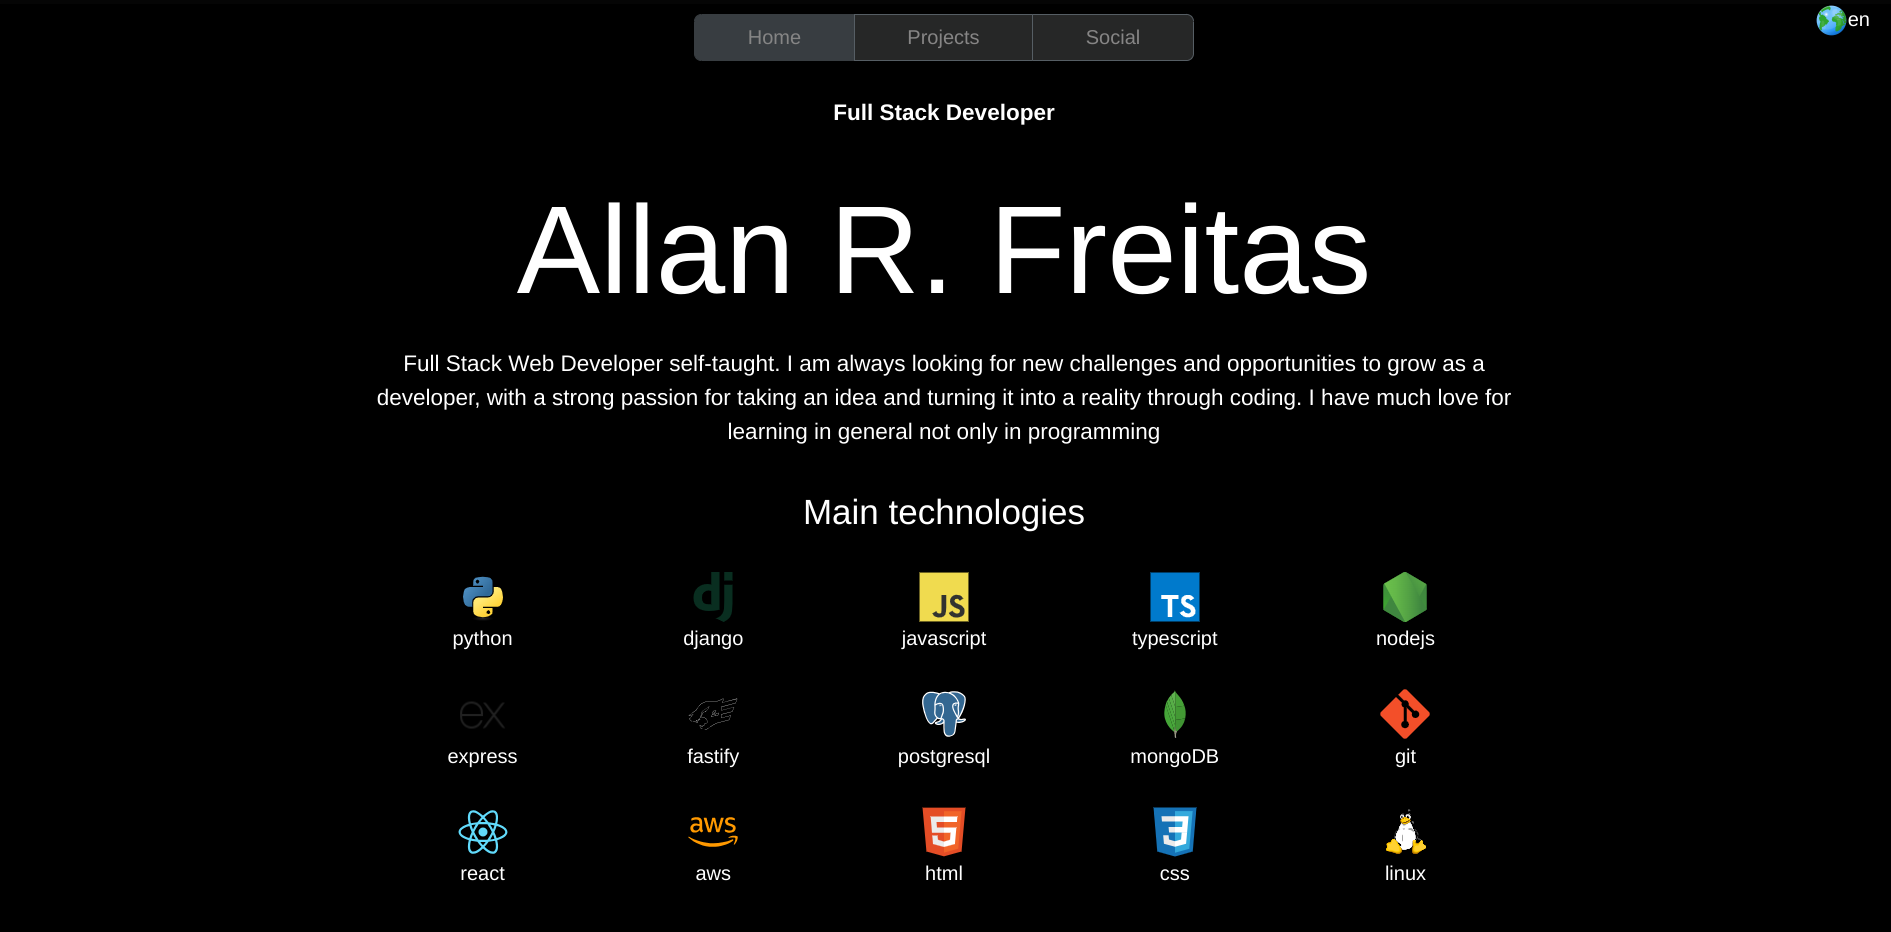 Home Projects Social
en
Full Stack Developer
Allan R. Freitas
Full Stack Web Developer self-taught. I am always looking for new challenges and opportunities to grow as a
developer, with a strong passion for taking an idea and turning it into a reality through coding. I have much love for
learning in general not only in programming
Main technologies
dj JS TS
python django javascript typescript nodejs
ex
express fastify postgresql mongoDB git
aws 5 3
react aws html css linux